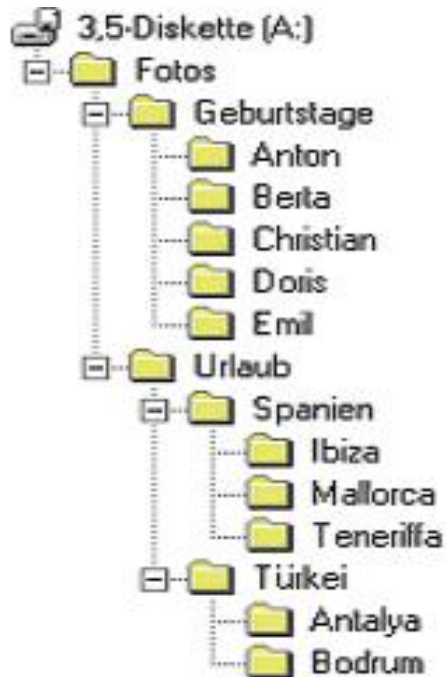 3,5-Diskette (A:)
Fotos
Geburtstage
Anton
Berta
Christian
Doris
Emil
Urlaub
Spanien
Ibiza
Mallorca
Teneriffa
Türkei
Antalya
Bodrum